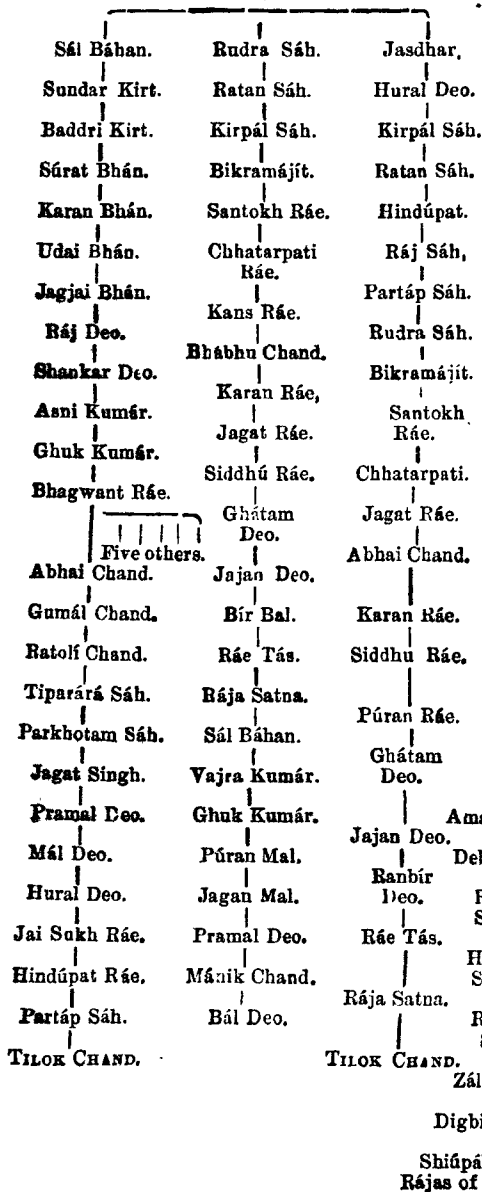 Sál Báhan.
Sundar Kirt.
Baddri Kirt.
Súrat Bhán.
Karan Bhán.
Udai Bhán.
Jagjai Bhán.
Ráj Deo.
Shankar Deo.
Asni Kumár.
Ghuk Kumár.
Bhagwant Ráe.
Five others.
Abhai Chand.
Gumál Chand.
Ratolí Chand.
Tiparárá Sáh.
Parkhotam Sáh.
Jagat Singh.
Pramal Deo.
Mál Deo.
Hural Deo.
Jai Sukh Ráe.
Hindúpat Ráe.
Partáp Sáh.
TILOK CHAND.
Rudra Sáh.
Ratan Sáh.
Kirpál Sáh.
Bikramájít.
Santokh Ráe.
Chhatarpati
Ráe.
Kans Ráe.
Bhábhu Chand.
Karan Ráe,
Jagat Ráe.
Siddhú Ráe.
Ghátam
Deo.
Jajan Deo.
Bír Bal.
Ráe Tás.
Rája Satna.
Sál Báhan.
Vajra Kumár.
Ghuk Kumár.
Púran Mal.
Jagan Mal.
Pramal Deo.
Mánik Chand.
Bál Deo.
Jasdhar,
Hural Deo.
Kirpál Sáh.
Ratan Sáh.
Hindúpat.
Ráj Sáh,
Partáp Sáh.
Rudra Sáh.
Bikramájít.
Santokh
Ráe.
Chhatarpati.
Jagat Ráe.
Abhai Chand.
Karan Ráe.
Siddhu Ráe.
Púran Ráe.
Ghátam
Deo.
Jajan Deo.
Ranbír
Deo.
Ráe Tás.
Rája Satna.
TILOK CHAND.
Zál
Digbi
Shiúpá
Rájas of